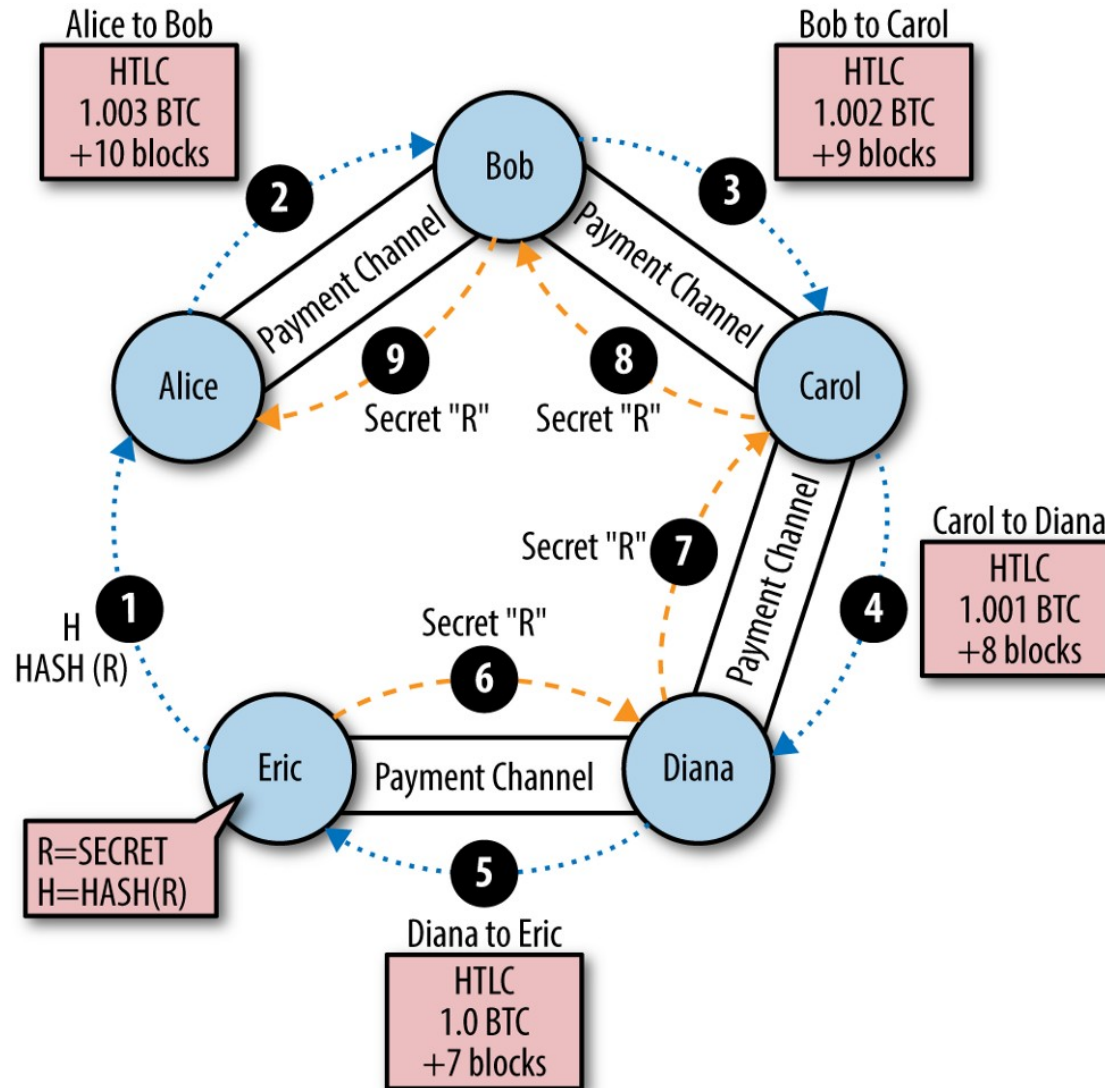 Alice to Bob
HTLC
1.003 BTC
+10 blocks
Bob to Carol
HTLC
1.002 BTC
+9 blocks
Bob
2
3
Payment Channel
Payment Channel
Alice
9
8
Carol
Secret "R"
Secret "R"
Carol to Diana
HTLC
1.001 BTC
+8 blocks
Secret "R"
7
Payment Channel
4
1
H
HASH (R)
Secret "R"
6
Eric
Payment Channel
Diana
R=SECRET
H=HASH(R)
5
Diana to Eric
HTLC
1.0 BTC
+7 blocks